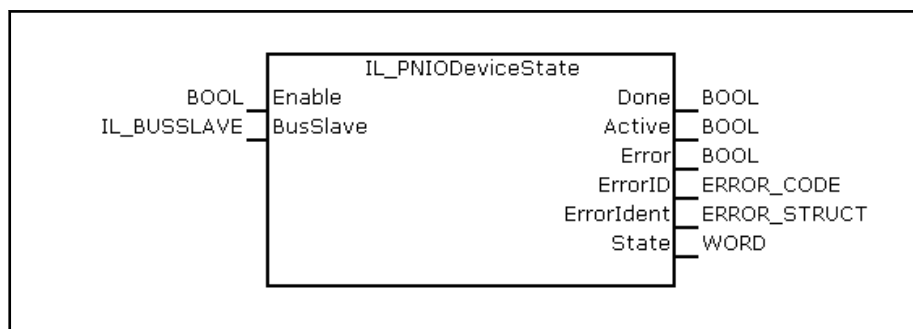 IL_PNIODeviceState
BOOL Enable Done BOOL
IL_BUSSLAVE BusSlave Active BOOL
Error BOOL
ErrorID ERROR_CODE
ErrorIdent ERROR_STRUCT
State WORD